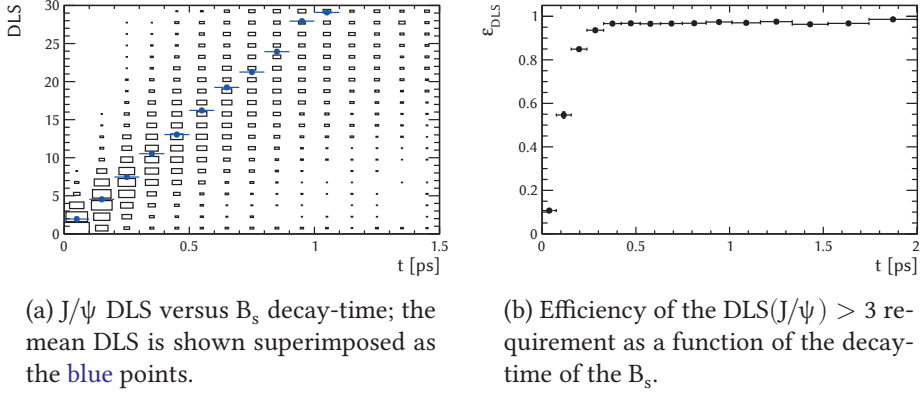 DLS
30
25
20
15
10
5
0
0 0.5 1 1.5
t [ps]
ε_DLS
1
0.8
0.6
0.4
0.2
0
0 0.5 1 1.5 2
t [ps]
(a) J/ψ DLS versus B_s decay-time; the
mean DLS is shown superimposed as
the blue points.
(b) Efficiency of the DLS(J/ψ) > 3 re-
quirement as a function of the decay-
time of the B_s.